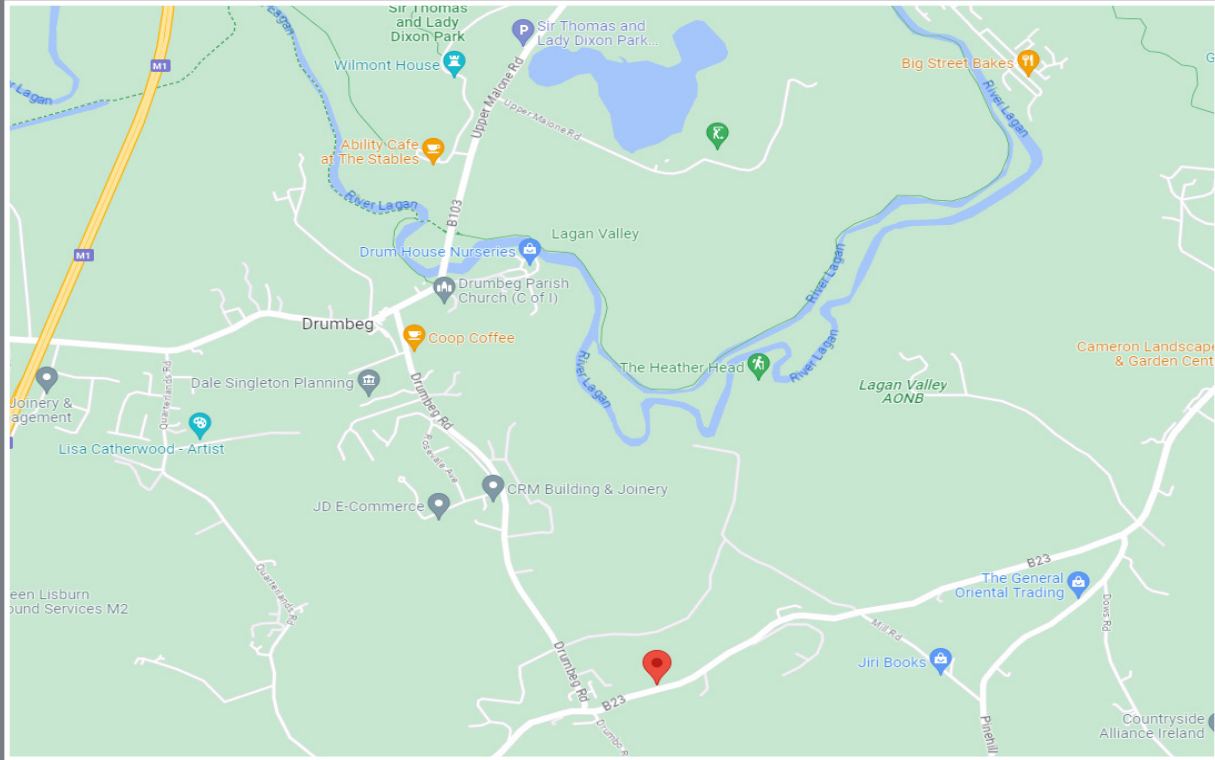 Sir Thomas
and Lady
Dixon Park
P
Sir Thomas and
Lady Dixon Park...
Wilmont House
Big Street Bakes
M1
r Lagan
Lagan
Upper Malone Rd
Upper Malone Rd
River Lagan
Ability Cafe
at The Stables
River Lagan
B103
Lagan Valley
M1
Drum House Nurseries
River Lagan
Drumbeg Parish
Church (C of I)
Drumbeg
Coop Coffee
Cameron Landscape
& Garden Cent
The Heather Head
River Lagan
River Lagan
Dale Singleton Planning
Quarterlands Rd
Drumbeg Rd
Lagan Valley
AONB
Joinery &
agement
Lisa Catherwood - Artist
Rosevale Ave
CRM Building & Joinery
JD E-Commerce
B23
The General
Oriental Trading
een Lisburn
ound Services M2
Quarterlands Rd
Dows Rd
Mill Rd
Drumbeg Rd
Jiri Books
B23
Drumbo R
Pinehill
Countryside
Alliance Ireland